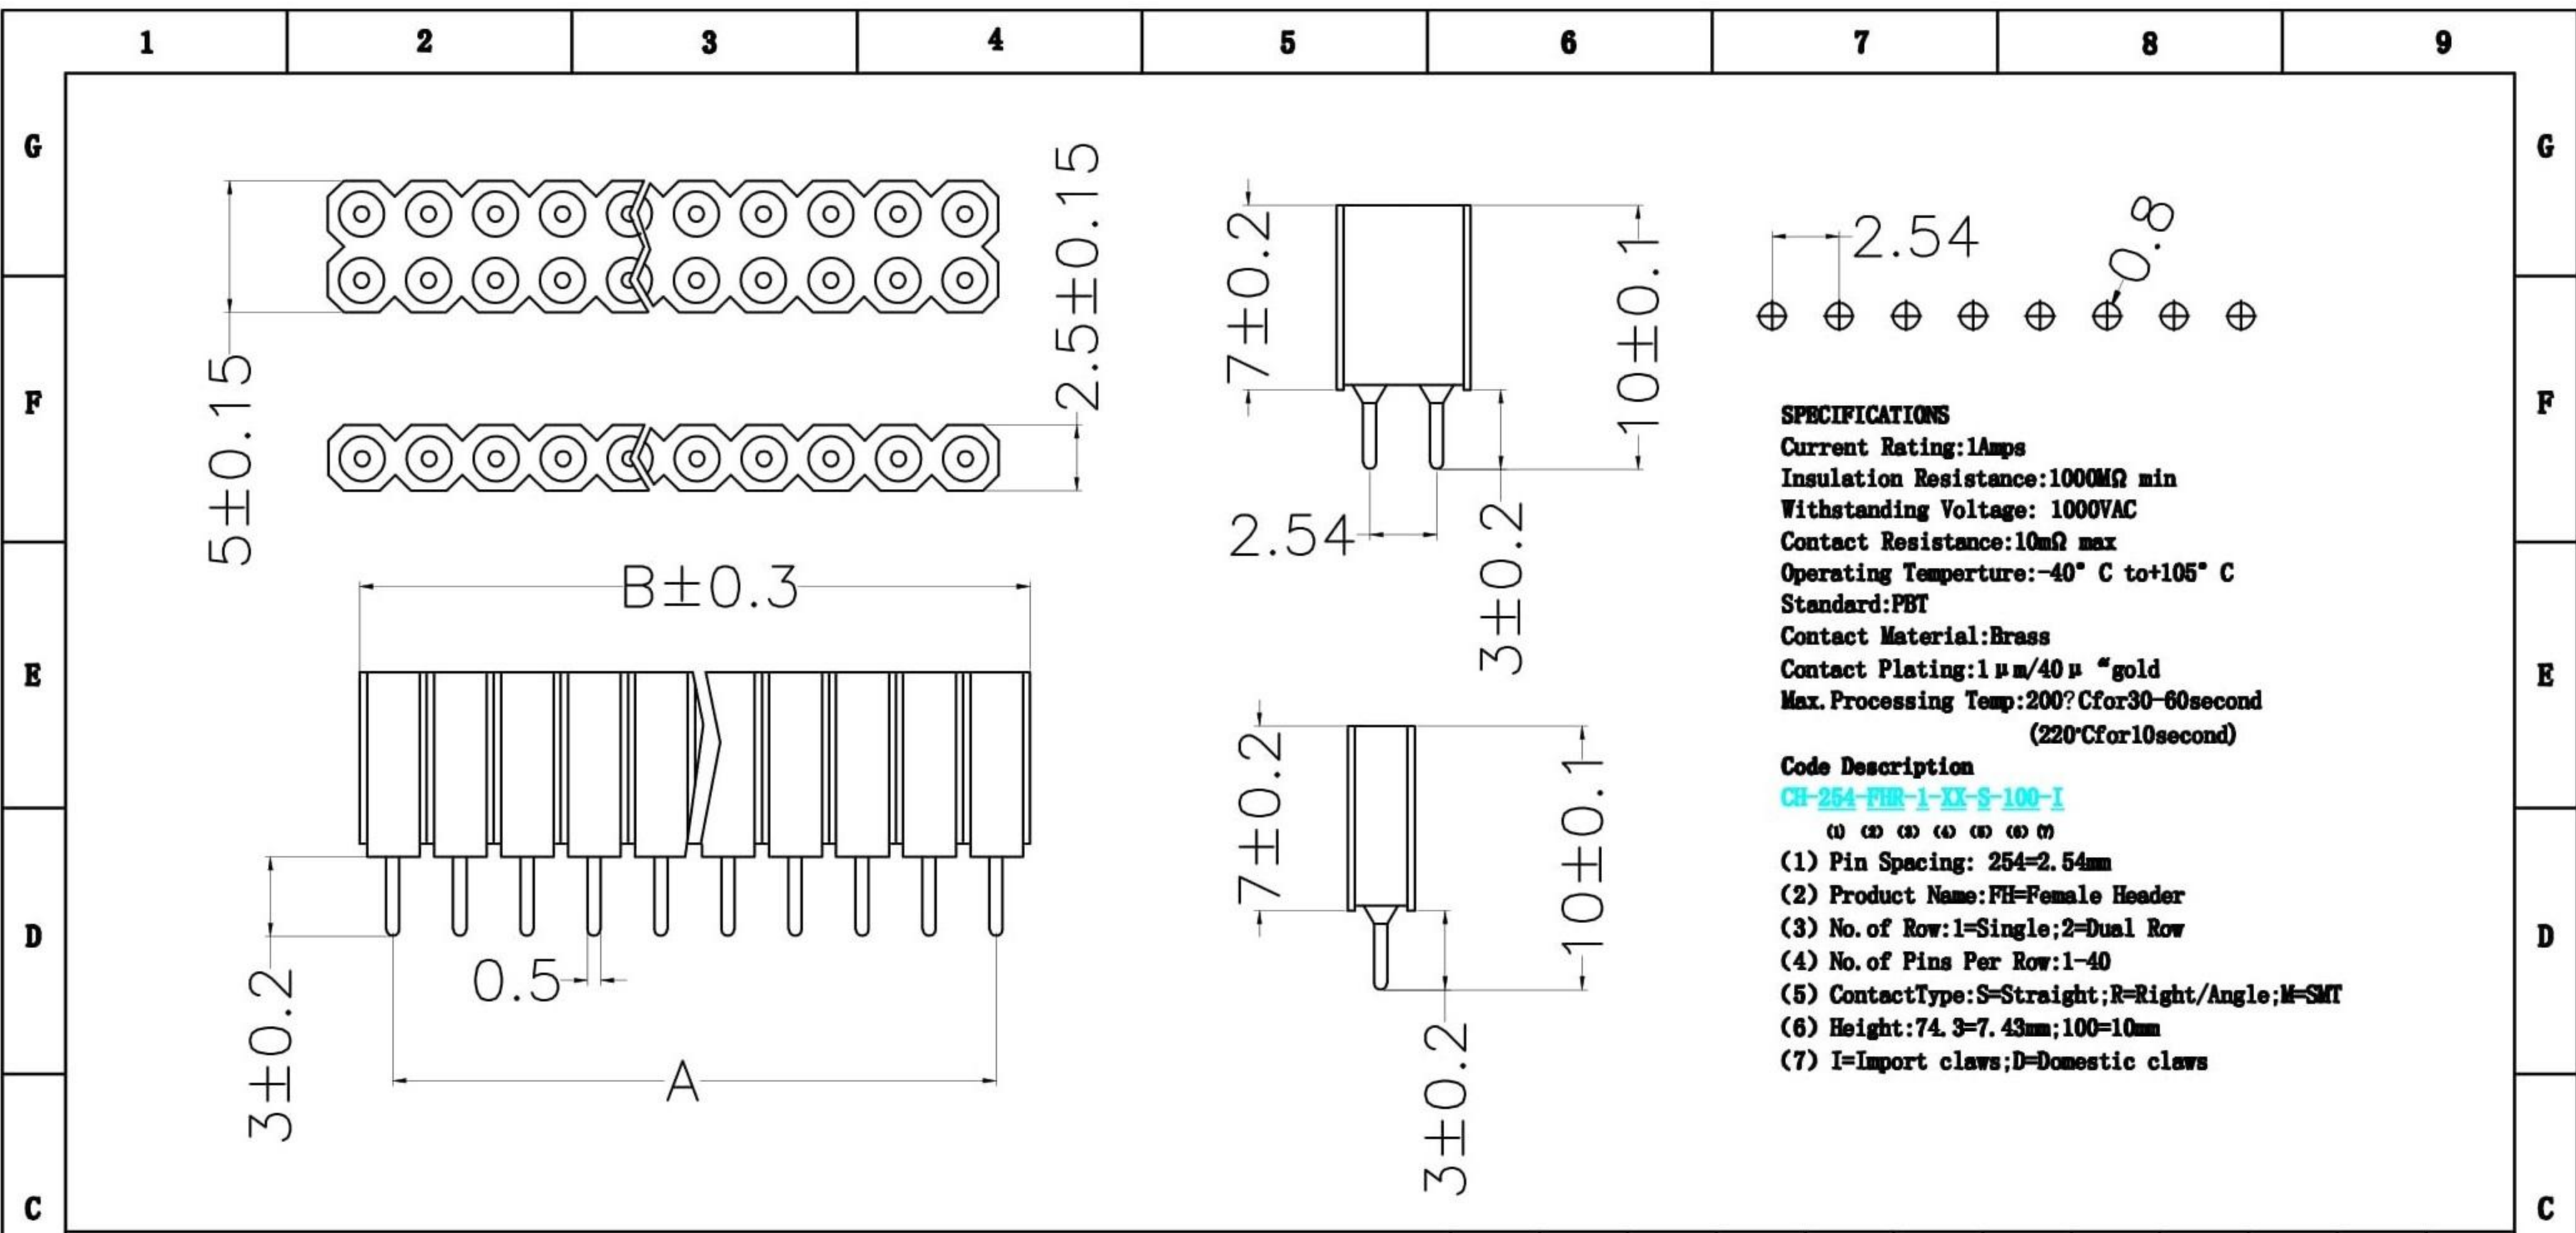 1 2 3 4 5 6 7 8 9
G G
F F
E E
D D
C C
5±0.15
2.5±0.15
B±0.3
3±0.2
0.5
A
7±0.2
10±0.1
2.54
3±0.2
7±0.2
10±0.1
3±0.2
2.54
0.8
SPECIFICATIONS
Current Rating:1Amps
Insulation Resistance:1000MΩ min
Withstanding Voltage: 1000VAC
Contact Resistance:10mΩ max
Operating Temperture:-40° C to+105° C
Standard:PBT
Contact Material:Brass
Contact Plating:1μm/40μ“gold
Max.Processing Temp:200?Cfor30-60second
(220°Cfor10second)
Code Description
CH-254-FHR-1-XX-S-100-I
(1) (2) (3) (4) (5) (6) (7)
(1) Pin Spacing: 254=2.54mm
(2) Product Name:FH=Female Header
(3) No.of Row:1=Single;2=Dual Row
(4) No.of Pins Per Row:1-40
(5) ContactType:S=Straight;R=Right/Angle;M=SMT
(6) Height:74.3=7.43mm;100=10mm
(7) I=Import claws;D=Domestic claws